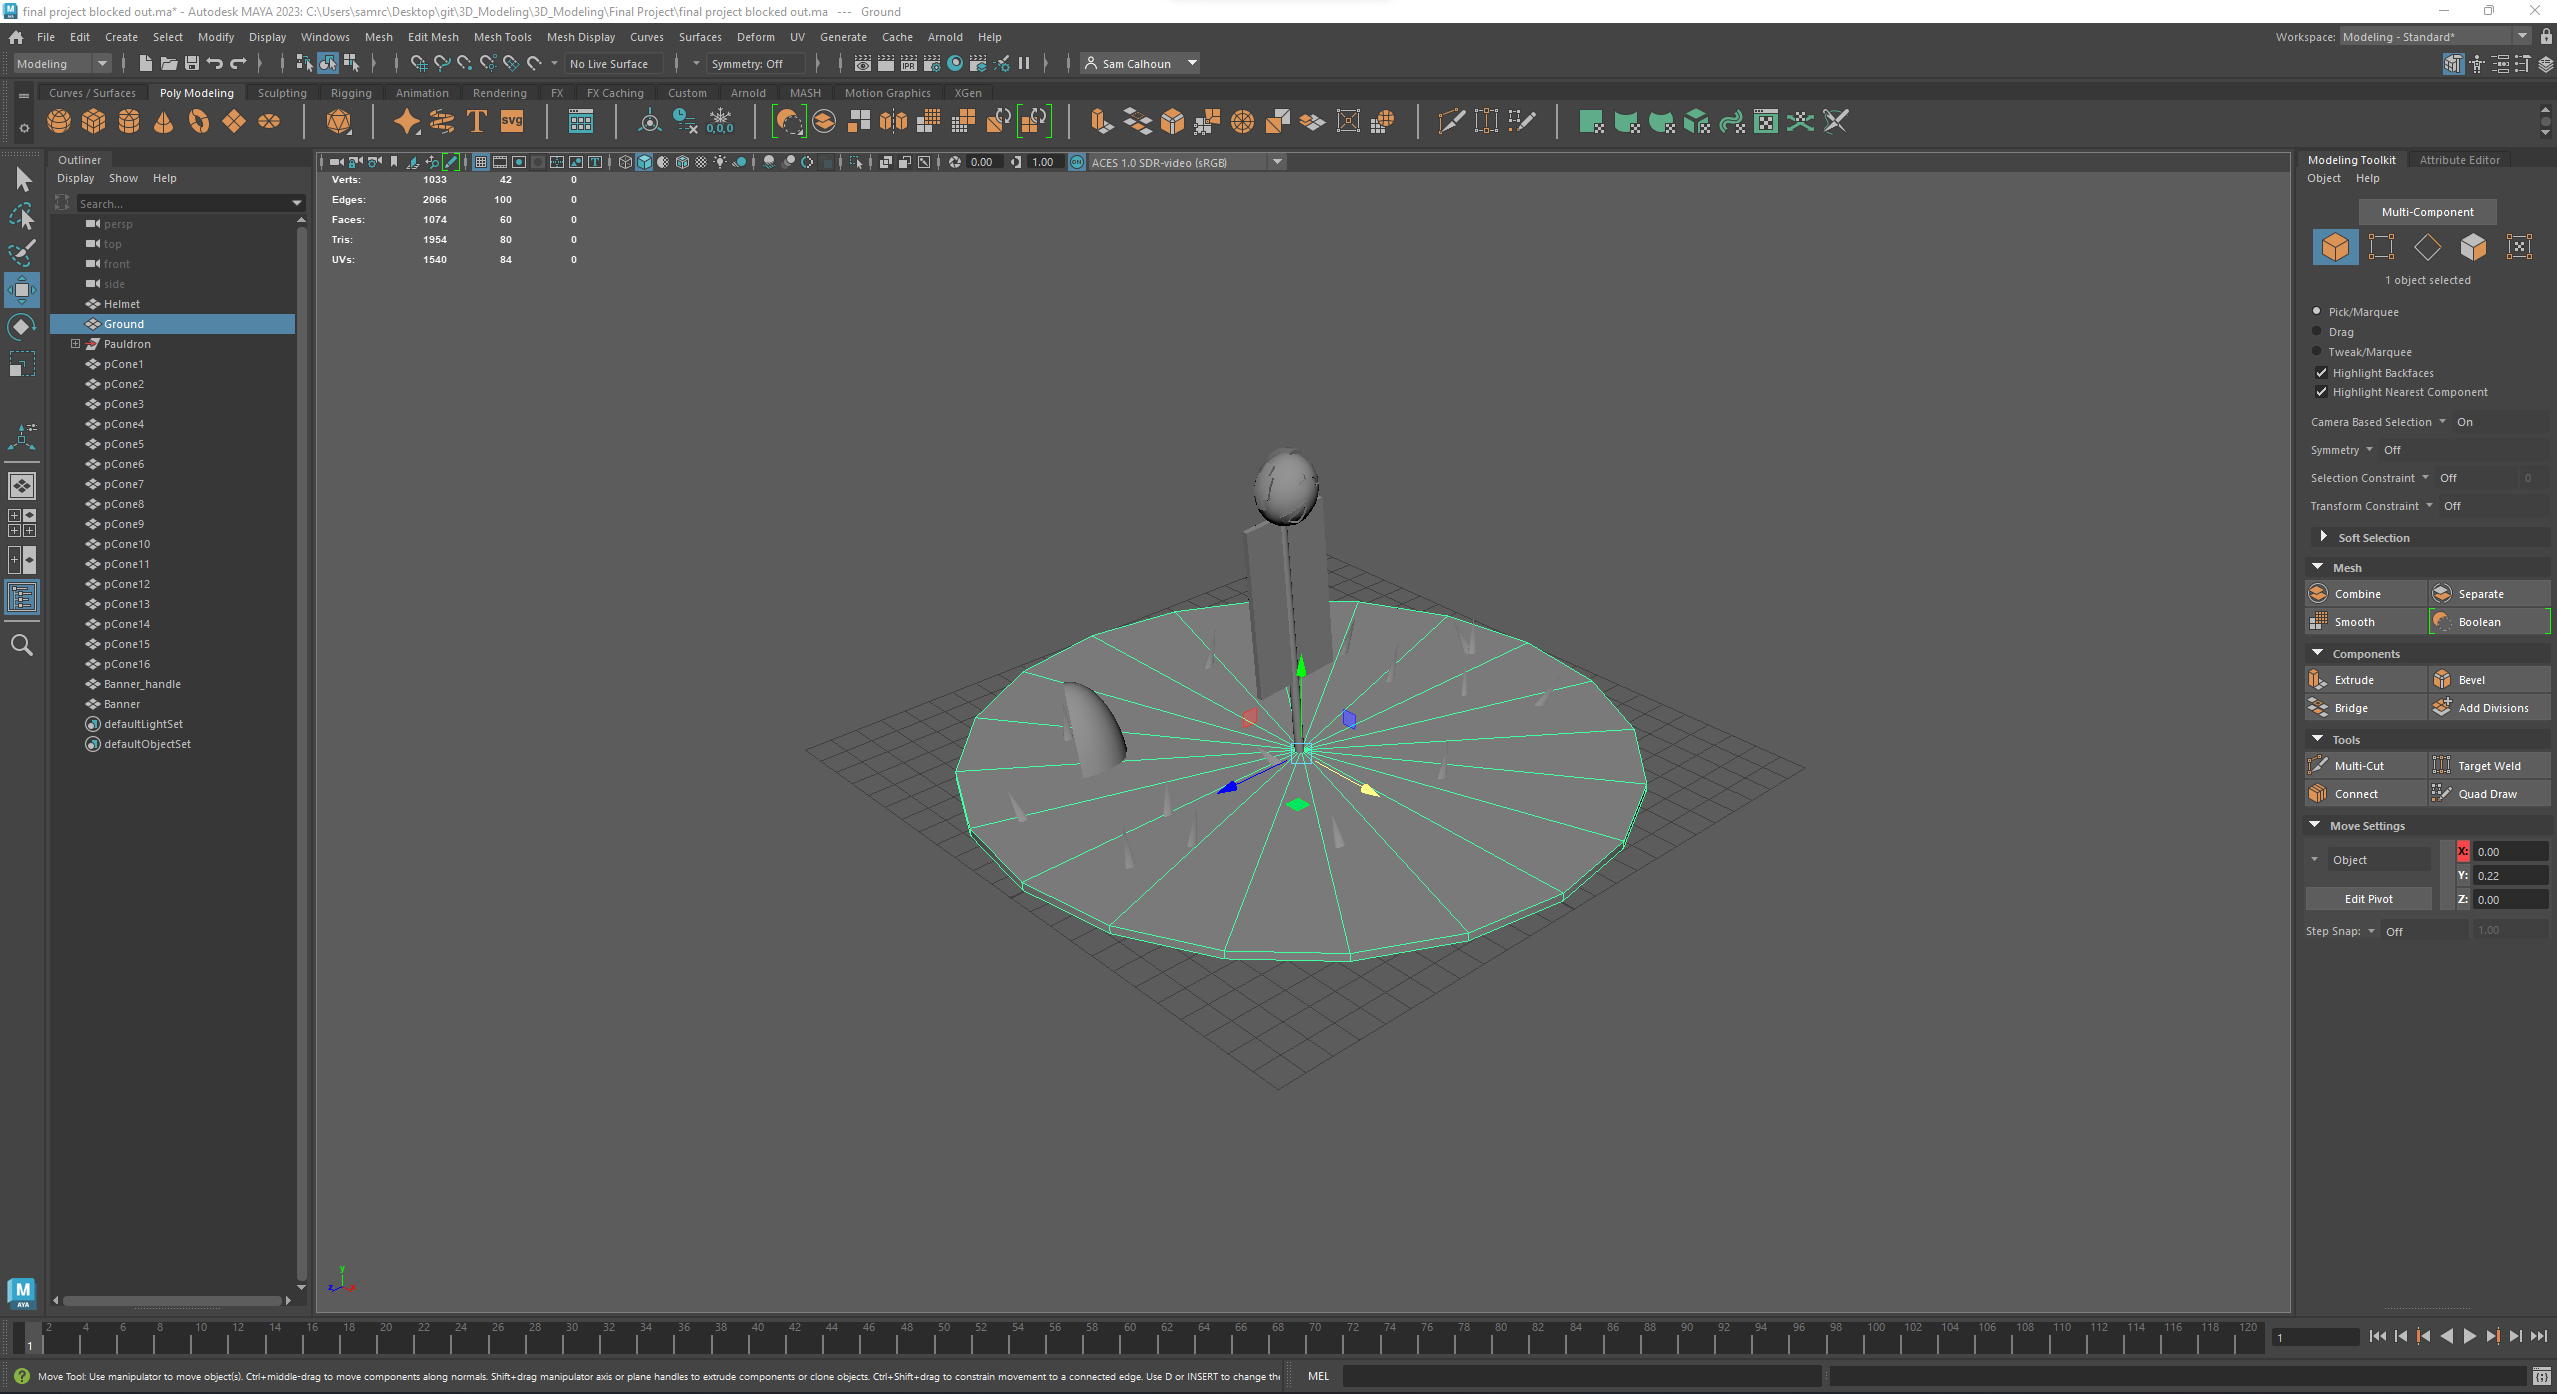 final project blocked out.ma* - Autodesk MAYA 2023: C:\Users\samrc\Desktop\git\3D_Modeling\3D_Modeling\Final Project\final project blocked out.ma --- Ground
File Edit Create Select Modify Display Windows Mesh Edit Mesh Mesh Tools Mesh Display Curves Surfaces Deform UV Generate Cache Arnold Help
Workspace: Modeling - Standard*
Modeling No Live Surface Symmetry: Off IPR Sam Calhoun
Curves / Surfaces Poly Modeling Sculpting Rigging Animation Rendering FX FX Caching Custom Arnold MASH Motion Graphics XGen
T SVG 0,0,0
Outliner
Display Show Help
Search...
persp
top
front
side
Helmet
Ground
Pauldron
pCone1
pCone2
pCone3
pCone4
pCone5
pCone6
pCone7
pCone8
pCone9
pCone10
pCone11
pCone12
pCone13
pCone14
pCone15
pCone16
Banner_handle
Banner
defaultLightSet
defaultObjectSet
0.00 1.00 ON ACES 1.0 SDR-video (sRGB)
Verts: 1033 42 0
Edges: 2066 100 0
Faces: 1074 60 0
Tris: 1954 80 0
UVs: 1540 84 0
y
z x
Modeling Toolkit Attribute Editor
Object Help
Multi-Component
1 object selected
Pick/Marquee
Drag
Tweak/Marquee
Highlight Backfaces
Highlight Nearest Component
Camera Based Selection On
Symmetry Off
Selection Constraint Off 0
Transform Constraint Off
Soft Selection
Mesh
Combine Separate
Smooth Boolean
Components
Extrude Bevel
Bridge Add Divisions
Tools
Multi-Cut Target Weld
Connect Quad Draw
Move Settings
Object X: 0.00
Y: 0.22
Edit Pivot Z: 0.00
Step Snap: Off 1.00
M
AYA
1 2 4 6 8 10 12 14 16 18 20 22 24 26 28 30 32 34 36 38 40 42 44 46 48 50 52 54 56 58 60 62 64 66 68 70 72 74 76 78 80 82 84 86 88 90 92 94 96 98 100 102 104 106 108 110 112 114 116 118 120 1
Move Tool: Use manipulator to move object(s). Ctrl+middle-drag to move components along normals. Shift+drag manipulator axis or plane handles to extrude components or clone objects. Ctrl+Shift+drag to constrain movement to a connected edge. Use D or INSERT to change the
MEL